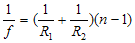 1/f = (1/R₁ + 1/R₂)(n − 1)